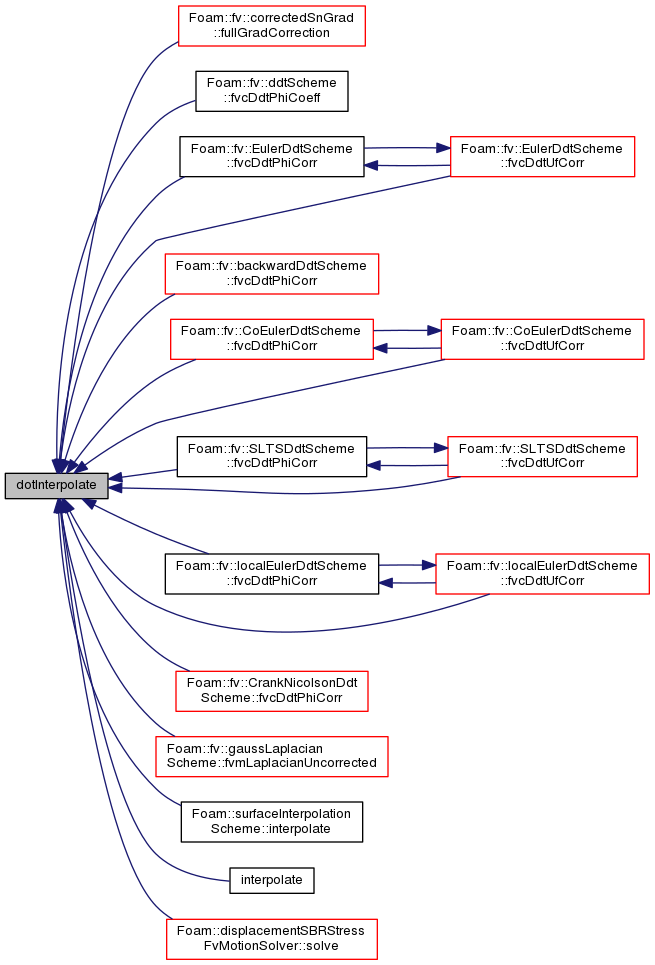 Foam::fv::correctedSnGrad
::fullGradCorrection
Foam::fv::ddtScheme
::fvcDdtPhiCoeff
Foam::fv::EulerDdtScheme
::fvcDdtPhiCorr
Foam::fv::EulerDdtScheme
::fvcDdtUfCorr
Foam::fv::backwardDdtScheme
::fvcDdtPhiCorr
Foam::fv::CoEulerDdtScheme
::fvcDdtPhiCorr
Foam::fv::CoEulerDdtScheme
::fvcDdtUfCorr
Foam::fv::SLTSDdtScheme
::fvcDdtPhiCorr
Foam::fv::SLTSDdtScheme
::fvcDdtUfCorr
dotInterpolate
Foam::fv::localEulerDdtScheme
::fvcDdtPhiCorr
Foam::fv::localEulerDdtScheme
::fvcDdtUfCorr
Foam::fv::CrankNicolsonDdt
Scheme::fvcDdtPhiCorr
Foam::fv::gaussLaplacian
Scheme::fvmLaplacianUncorrected
Foam::surfaceInterpolation
Scheme::interpolate
interpolate
Foam::displacementSBRStress
FvMotionSolver::solve